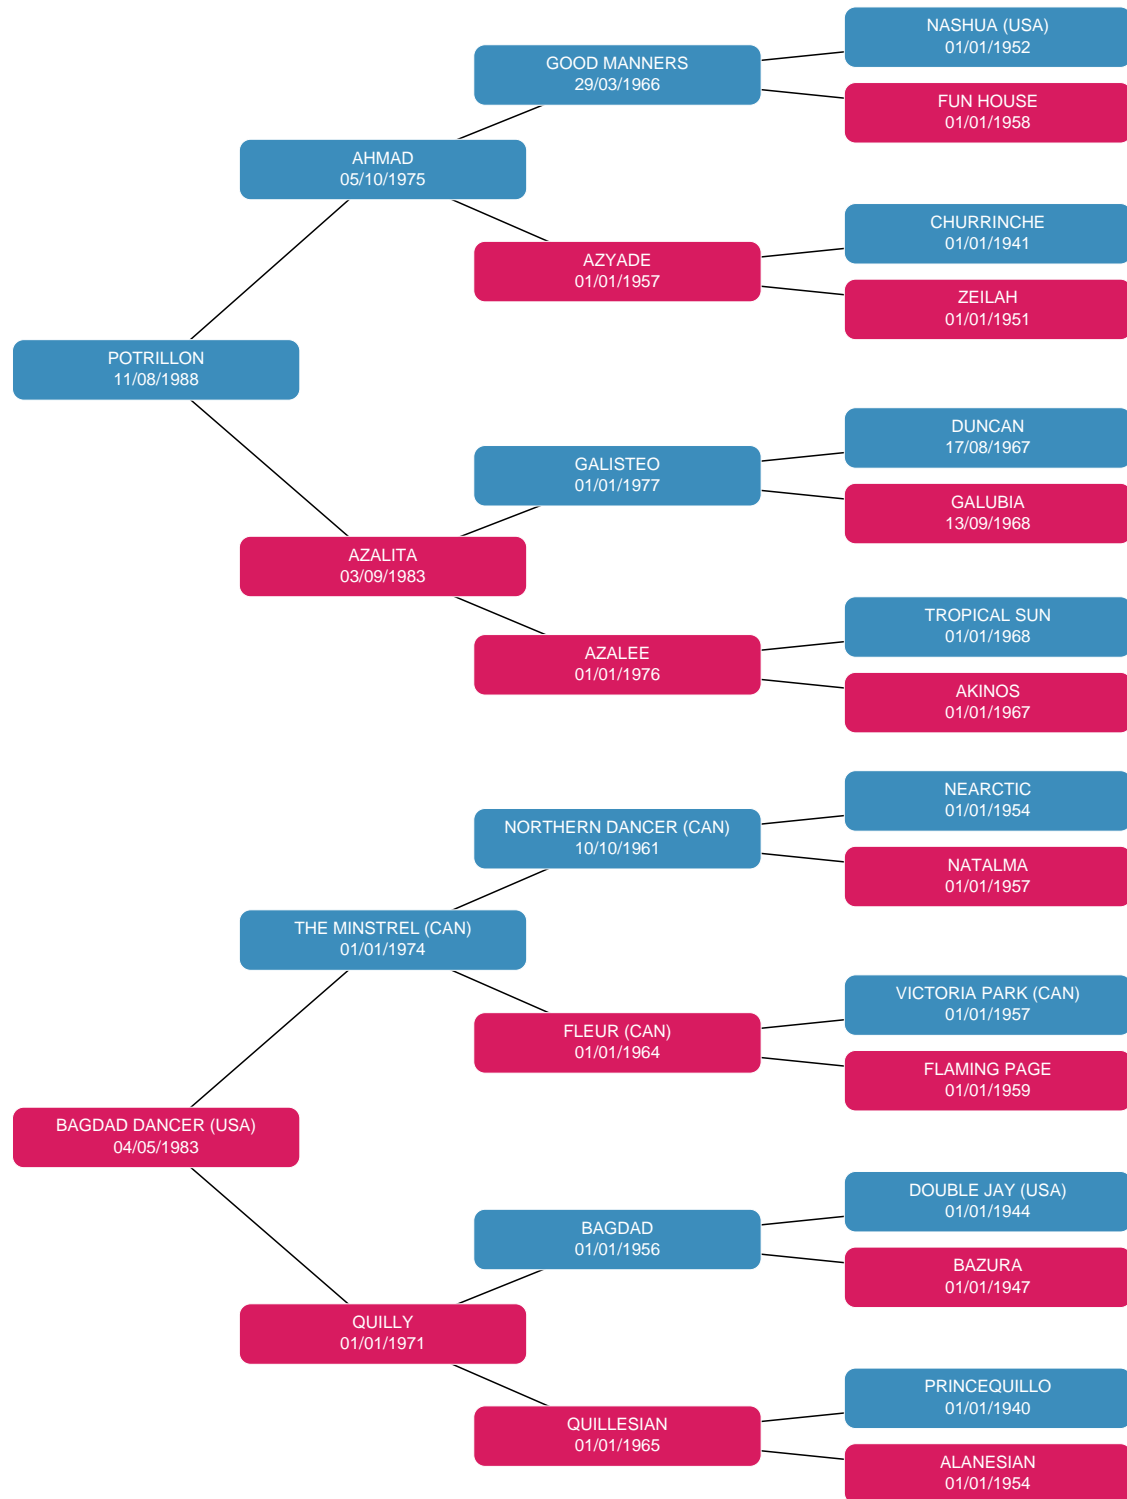 NASHUA (USA)
01/01/1952
GOOD MANNERS
29/03/1966
FUN HOUSE
01/01/1958
AHMAD
05/10/1975
CHURRINCHE
01/01/1941
AZYADE
01/01/1957
ZEILAH
01/01/1951
POTRILLON
11/08/1988
DUNCAN
17/08/1967
GALISTEO
01/01/1977
GALUBIA
13/09/1968
AZALITA
03/09/1983
TROPICAL SUN
01/01/1968
AZALEE
01/01/1976
AKINOS
01/01/1967
NEARCTIC
01/01/1954
NORTHERN DANCER (CAN)
10/10/1961
NATALMA
01/01/1957
THE MINSTREL (CAN)
01/01/1974
VICTORIA PARK (CAN)
01/01/1957
FLEUR (CAN)
01/01/1964
FLAMING PAGE
01/01/1959
BAGDAD DANCER (USA)
04/05/1983
DOUBLE JAY (USA)
01/01/1944
BAGDAD
01/01/1956
BAZURA
01/01/1947
QUILLY
01/01/1971
PRINCEQUILLO
01/01/1940
QUILLESIAN
01/01/1965
ALANESIAN
01/01/1954